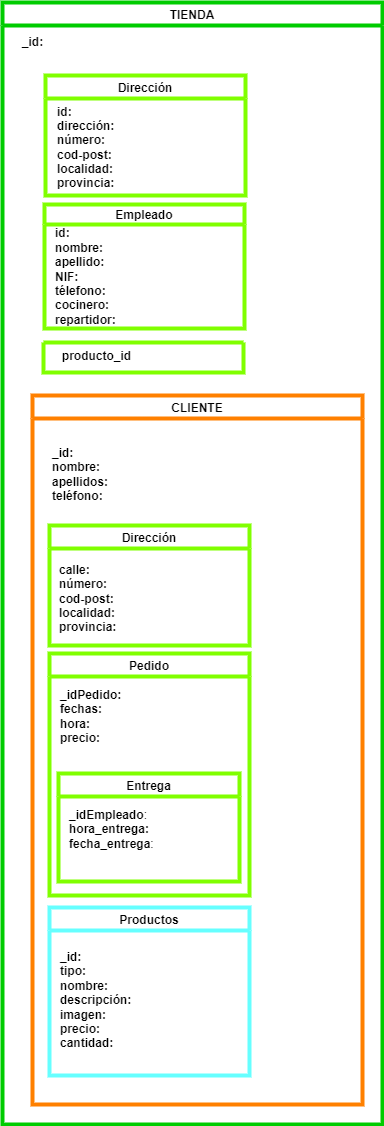 TIENDA
_id:
Dirección
id:
dirección:
número:
cod-post:
localidad:
provincia:
Empleado
id:
nombre:
apellido:
NIF:
télefono:
cocinero:
repartidor:
producto_id
CLIENTE
_id:
nombre:
apellidos:
teléfono:
Dirección
calle:
número:
cod-post:
localidad:
provincia:
Pedido
_idPedido:
fechas:
hora:
precio:
Entrega
_idEmpleado:
hora_entrega:
fecha_entrega:
Productos
_id:
tipo:
nombre:
descripción:
imagen:
precio:
cantidad: